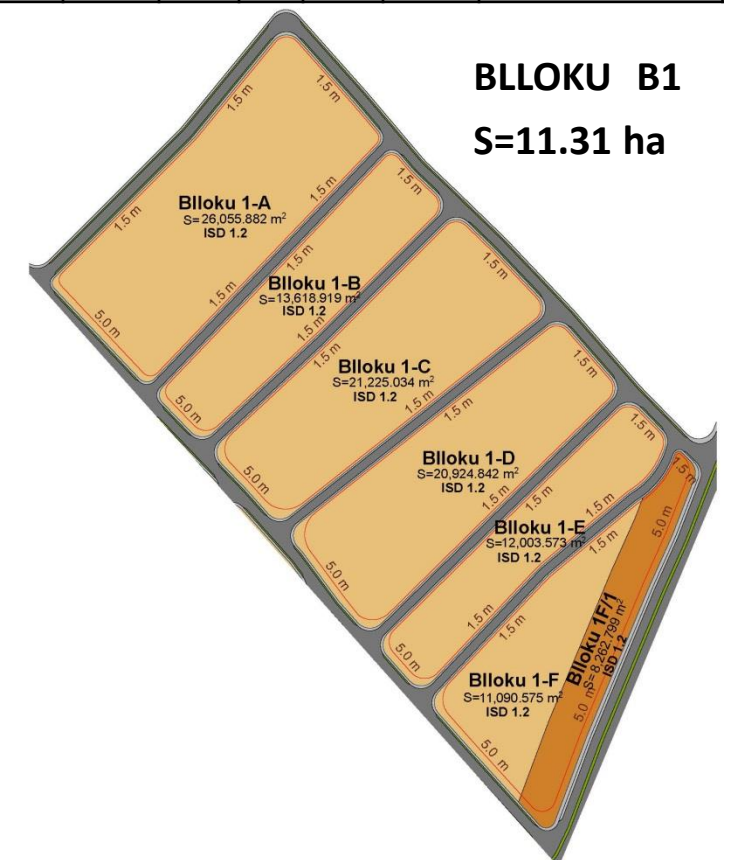 BLLOKU B1
S=11.31 ha
1.5 m
1.5 m
1.5 m
1.5 m
1.5 m
5.0 m
Blloku 1-A
S=26,055.882 m²
ISD 1.2
1.5 m
1.5 m
1.5 m
5.0 m
Blloku 1-B
S=13,618.919 m²
ISD 1.2
1.5 m
1.5 m
1.5 m
5.0 m
Blloku 1-C
S=21,225.034 m²
ISD 1.2
1.5 m
1.5 m
1.5 m
5.0 m
Blloku 1-D
S=20,924.842 m²
ISD 1.2
1.5 m
1.5 m
1.5 m
1.5 m
5.0 m
Blloku 1-E
S=12,003.573 m²
ISD 1.2
1.5 m
1.5 m
5.0 m
Blloku 1-F
S=11,090.575 m²
ISD 1.2
1.5 m
5.0 m
5.0 m
Blloku 1F/1
S=8,262.799 m²
ISD 1.2